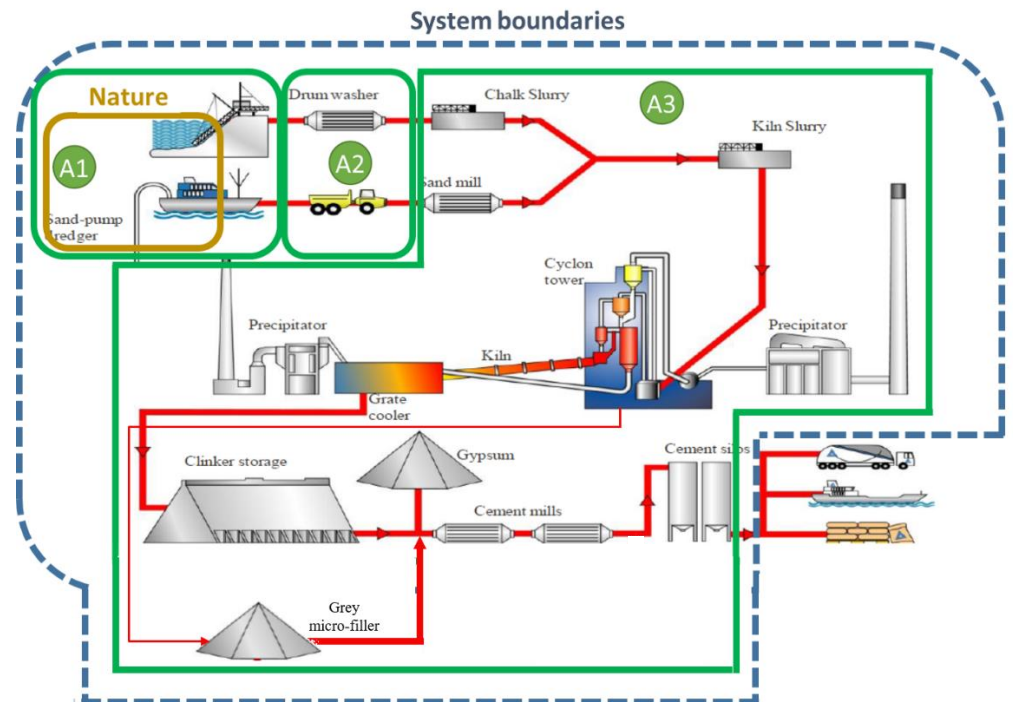 System boundaries
Nature
Drum washer
Chalk Slurry
A3
Kiln Slurry
A1
A2
Sand mill
Sand-pump
dredger
Cyclon
tower
Precipitator
Precipitator
Kiln
Grate
cooler
Clinker storage
Gypsum
Cement silos
Cement mills
Grey
micro-filler